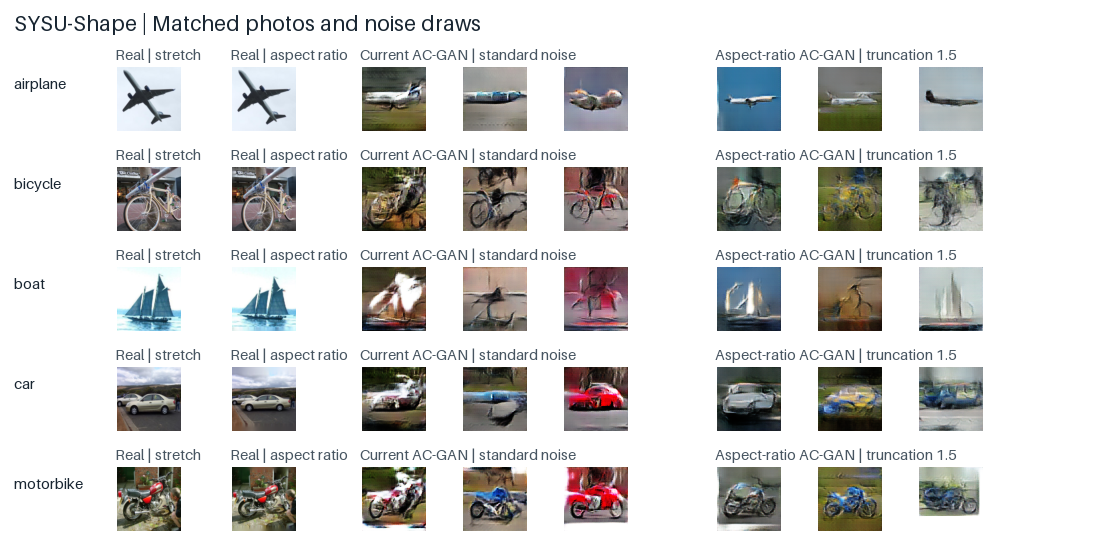 SYSU-Shape | Matched photos and noise draws
Real | stretch Real | aspect ratio Current AC-GAN | standard noise Aspect-ratio AC-GAN | truncation 1.5
airplane
Real | stretch Real | aspect ratio Current AC-GAN | standard noise Aspect-ratio AC-GAN | truncation 1.5
bicycle
Real | stretch Real | aspect ratio Current AC-GAN | standard noise Aspect-ratio AC-GAN | truncation 1.5
boat
Real | stretch Real | aspect ratio Current AC-GAN | standard noise Aspect-ratio AC-GAN | truncation 1.5
car
Real | stretch Real | aspect ratio Current AC-GAN | standard noise Aspect-ratio AC-GAN | truncation 1.5
motorbike